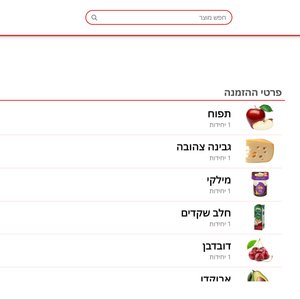 חפש מוצר
פרטי ההזמנה
תפוח
1 יחידות
גבינה צהובה
1 יחידות
מילקי
1 יחידות
חלב שקדים
1 יחידות
דובדבן
1 יחידות
אבוקדו